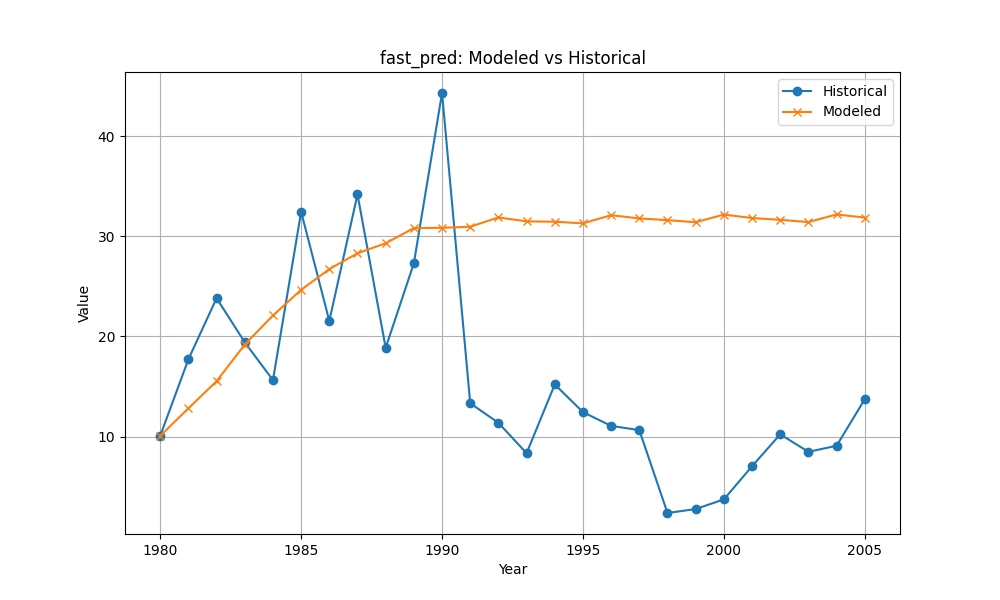 fast_pred: Modeled vs Historical
Historical
Modeled
Value
40
30
20
10
1980 1985 1990 1995 2000 2005
Year